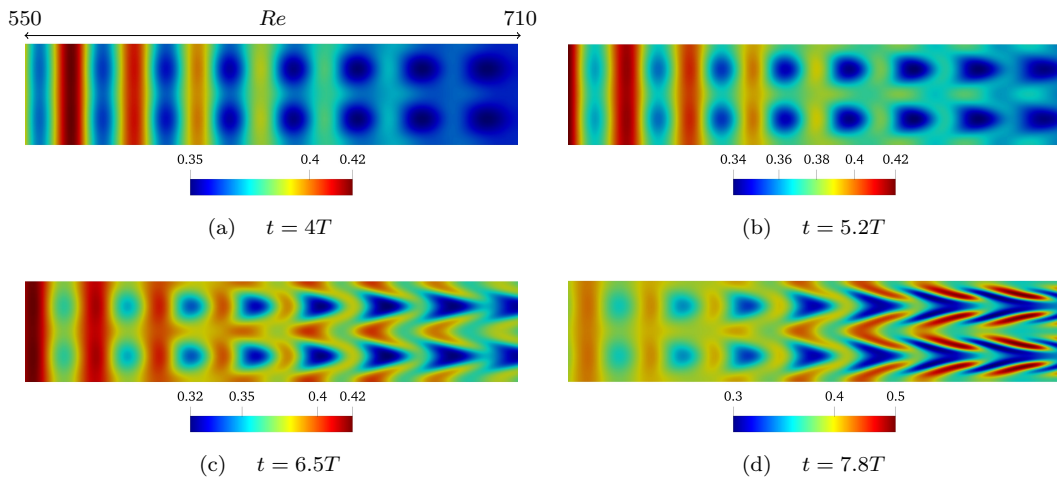 550 Re 710
0.35 0.4 0.42
0.34 0.36 0.38 0.4 0.42
(a) t = 4T
(b) t = 5.2T
0.32 0.35 0.4 0.42
0.3 0.4 0.5
(c) t = 6.5T
(d) t = 7.8T